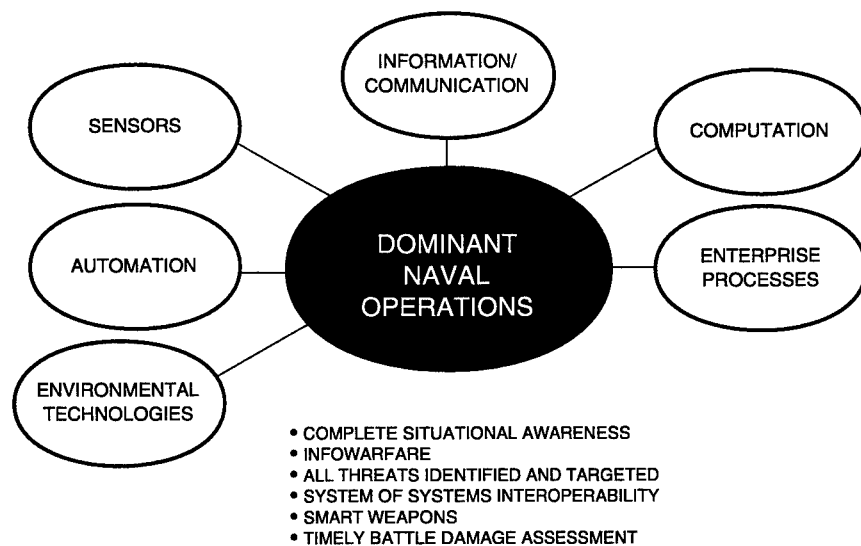 INFORMATION/
COMMUNICATION
SENSORS
COMPUTATION
DOMINANT
NAVAL
OPERATIONS
AUTOMATION
ENTERPRISE
PROCESSES
ENVIRONMENTAL
TECHNOLOGIES
• COMPLETE SITUATIONAL AWARENESS
• INFOWARFARE
• ALL THREATS IDENTIFIED AND TARGETED
• SYSTEM OF SYSTEMS INTEROPERABILITY
• SMART WEAPONS
• TIMELY BATTLE DAMAGE ASSESSMENT